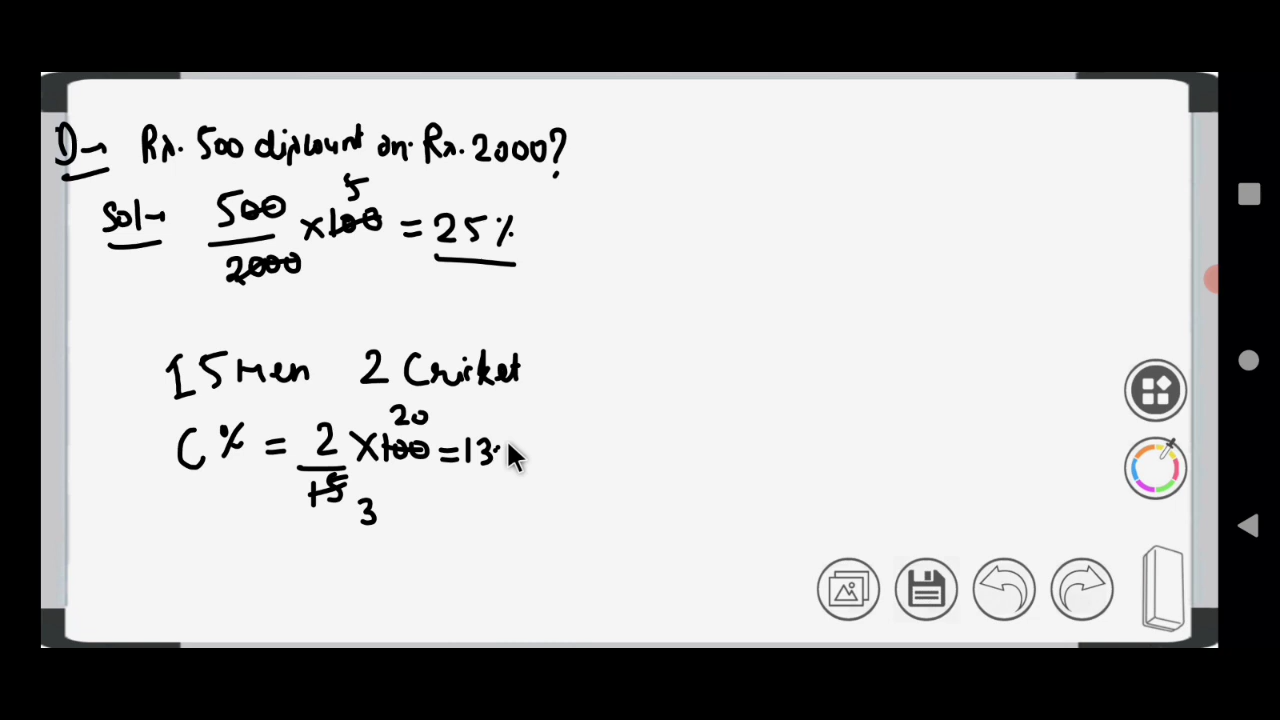 D→ Rs. 500 discount on Rs. 2000?
5
Sol→ 500/2000 ×100 = 25%
15 Men 2 Cricket
20
C% = 2/15 ×100 =13.
3